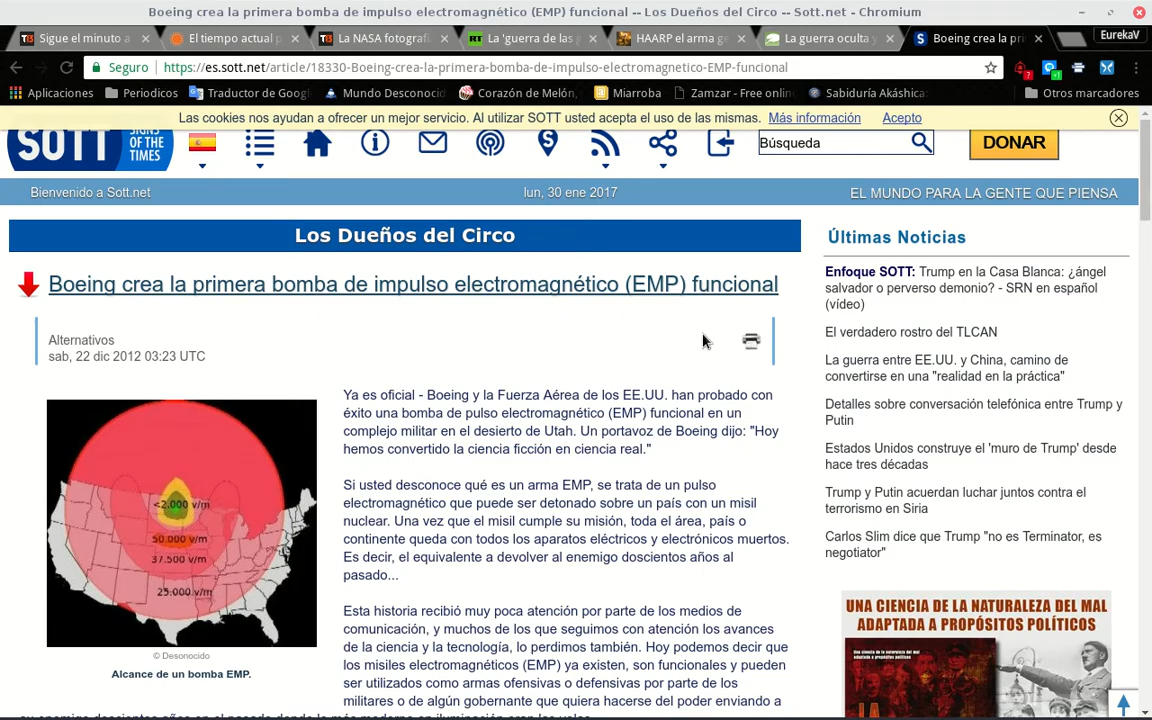 Boeing crea la primera bomba de impulso electromagnético (EMP) funcional -- Los Dueños del Circo -- Sott.net - Chromium
Sigue el minuto a
El tiempo actual p
La NASA fotografi
La 'guerra de las g
HAARP el arma ge
La guerra oculta y
Boeing crea la pri
EurekaV
Seguro
https://es.sott.net/article/18330-Boeing-crea-la-primera-bomba-de-impulso-electromagnetico-EMP-funcional
Aplicaciones
Periodicos
Traductor de Goog
Mundo Desconocid
Corazón de Melón,
Miarroba
Zamzar - Free onlin
Sabiduría Akáshica
Otros marcadores
Las cookies nos ayudan a ofrecer un mejor servicio. Al utilizar SOTT usted acepta el uso de las mismas. Más información Acepto
SOTT SIGNS OF THE TIMES
Búsqueda
DONAR
Bienvenido a Sott.net
lun, 30 ene 2017
EL MUNDO PARA LA GENTE QUE PIENSA
Los Dueños del Circo
Boeing crea la primera bomba de impulso electromagnético (EMP) funcional
Alternativos
sab, 22 dic 2012 03:23 UTC
<2.000 v/m
50.000 v/m
37.500 v/m
25.000 v/m
© Desonocido
Alcance de un bomba EMP.
Ya es oficial - Boeing y la Fuerza Aérea de los EE.UU. han probado con
éxito una bomba de pulso electromagnético (EMP) funcional en un
complejo militar en el desierto de Utah. Un portavoz de Boeing dijo: "Hoy
hemos convertido la ciencia ficción en ciencia real."
Si usted desconoce qué es un arma EMP, se trata de un pulso
electromagnético que puede ser detonado sobre un país con un misil
nuclear. Una vez que el misil cumple su misión, toda el área, país o
continente queda con todos los aparatos eléctricos y electrónicos muertos.
Es decir, el equivalente a devolver al enemigo doscientos años al
pasado...
Esta historia recibió muy poca atención por parte de los medios de
comunicación, y muchos de los que seguimos con atención los avances
de la ciencia y la tecnología, lo perdimos también. Hoy podemos decir que
los misiles electromagnéticos (EMP) ya existen, son funcionales y pueden
ser utilizados como armas ofensivas o defensivas por parte de los
militares o de algún gobernante que quiera hacerse del poder enviando a
Últimas Noticias
Enfoque SOTT: Trump en la Casa Blanca: ¿ángel
salvador o perverso demonio? - SRN en español
(vídeo)
El verdadero rostro del TLCAN
La guerra entre EE.UU. y China, camino de
convertirse en una "realidad en la práctica"
Detalles sobre conversación telefónica entre Trump y
Putin
Estados Unidos construye el 'muro de Trump' desde
hace tres décadas
Trump y Putin acuerdan luchar juntos contra el
terrorismo en Siria
Carlos Slim dice que Trump "no es Terminator, es
negotiator"
UNA CIENCIA DE LA NATURALEZA DEL MAL
ADAPTADA A PROPÓSITOS POLÍTICOS
LA